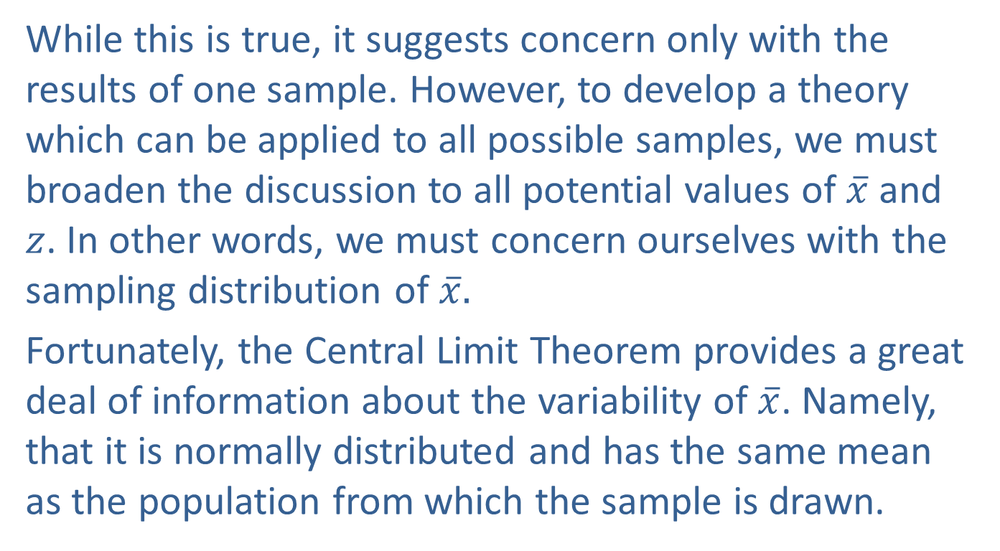 While this is true, it suggests concern only with the
results of one sample. However, to develop a theory
which can be applied to all possible samples, we must
broaden the discussion to all potential values of x̄ and
z. In other words, we must concern ourselves with the
sampling distribution of x̄.
Fortunately, the Central Limit Theorem provides a great
deal of information about the variability of x̄. Namely,
that it is normally distributed and has the same mean
as the population from which the sample is drawn.